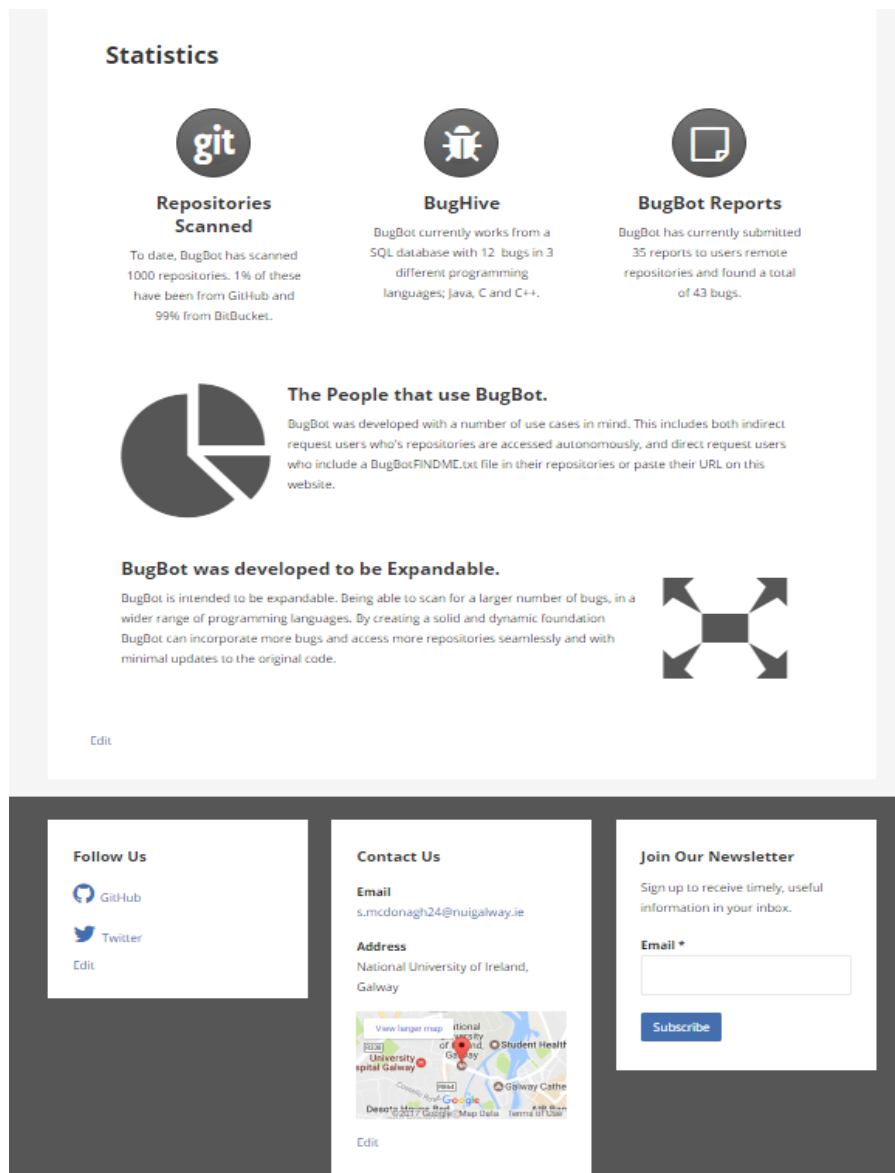 Statistics
git
Repositories
Scanned
To date, BugBot has scanned
1000 repositories. 1% of these
have been from GitHub and
99% from BitBucket.
BugHive
BugBot currently works from a
SQL database with 12 bugs in 3
different programming
languages; Java, C and C++.
BugBot Reports
BugBot has currently submitted
35 reports to users remote
repositories and found a total
of 43 bugs.
The People that use BugBot.
BugBot was developed with a number of use cases in mind. This includes both indirect
request users who's repositories are accessed autonomously, and direct request users
who include a BugBotFINDME.txt file in their repositories or paste their URL on this
website.
BugBot was developed to be Expandable.
BugBot is intended to be expandable. Being able to scan for a larger number of bugs, in a
wider range of programming languages. By creating a solid and dynamic foundation
BugBot can incorporate more bugs and access more repositories seamlessly and with
minimal updates to the original code.
Edit
Follow Us
GitHub
Twitter
Edit
Contact Us
Email
s.mcdonagh24@nuigalway.ie
Address
National University of Ireland,
Galway
View larger map
Student Health
University
spital Galway
Galway Cathe
Google
©2017 Google Map Data Terms of Use
Edit
Join Our Newsletter
Sign up to receive timely, useful
information in your inbox.
Email *
Subscribe